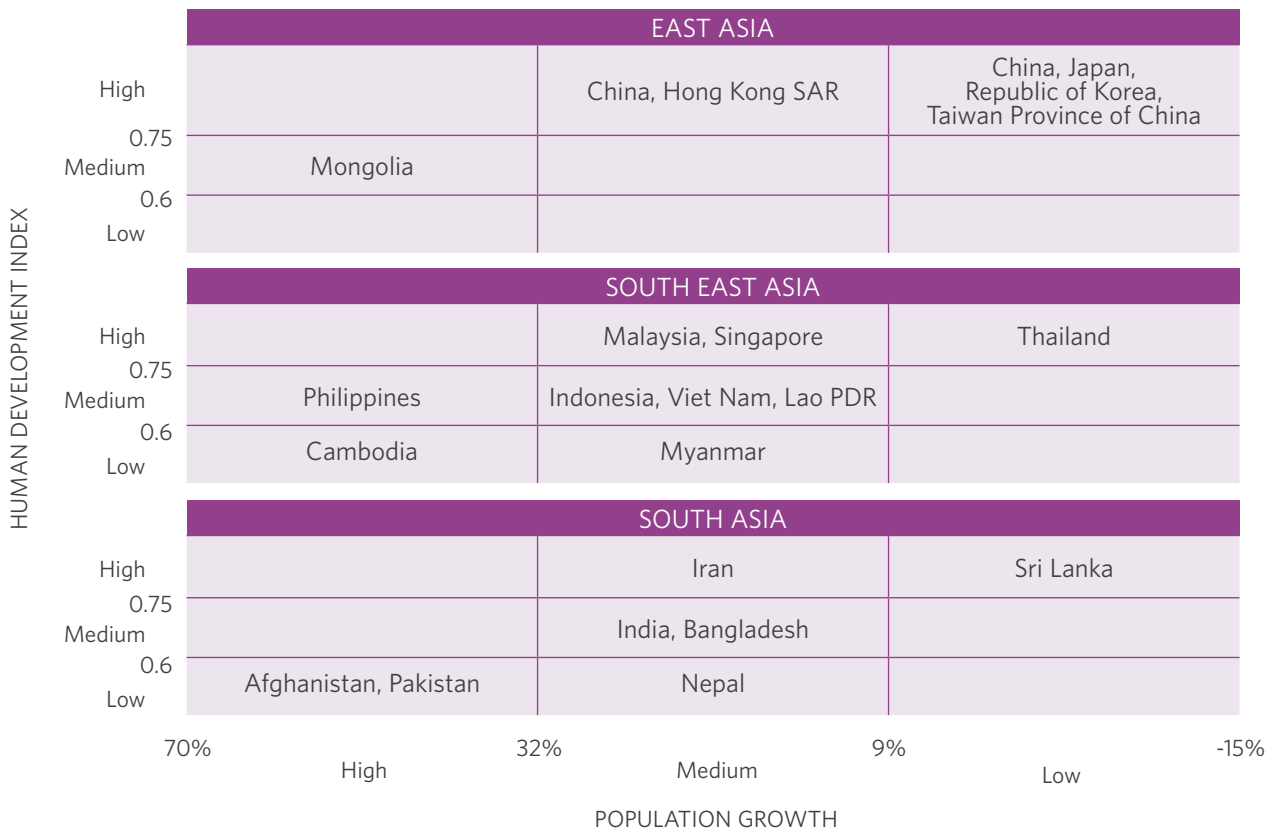 EAST ASIA
High
China, Hong Kong SAR
China, Japan,
Republic of Korea,
Taiwan Province of China
0.75
Medium
Mongolia
0.6
Low
HUMAN DEVELOPMENT INDEX
SOUTH EAST ASIA
High
Malaysia, Singapore
Thailand
0.75
Medium
Philippines
Indonesia, Viet Nam, Lao PDR
0.6
Low
Cambodia
Myanmar
SOUTH ASIA
High
Iran
Sri Lanka
0.75
Medium
India, Bangladesh
0.6
Low
Afghanistan, Pakistan
Nepal
70%
32%
9%
-15%
High
Medium
Low
POPULATION GROWTH